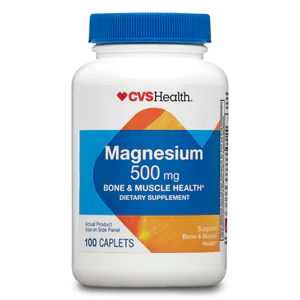 CVSHealth.
Magnesium
500 mg
BONE & MUSCLE HEALTH*
DIETARY SUPPLEMENT
Actual Product
Size on Side Panel
100 CAPLETS
Supports
Bone & Muscle
Health*